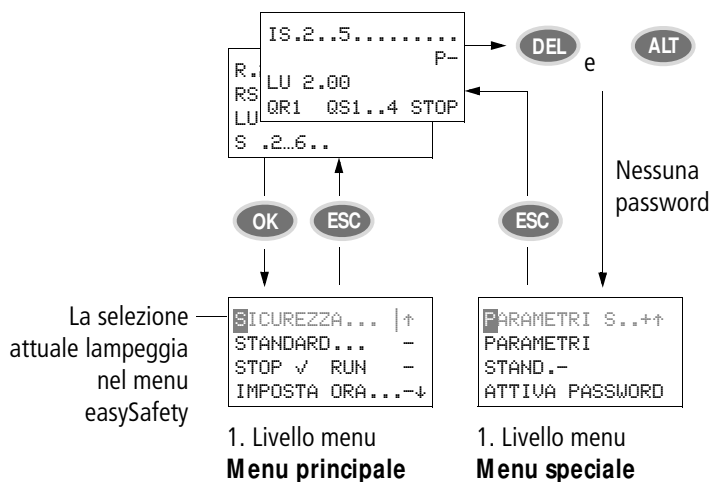 IS.2..5.........
P-
LU 2.00
QR1 QS1..4 STOP
R.
RS
LU
S .2…6..
DEL e ALT
Nessuna
password
OK ESC ESC
La selezione
attuale lampeggia
nel menu
easySafety
SICUREZZA... |↑
STANDARD... -
STOP √ RUN -
IMPOSTA ORA...-↓
1. Livello menu
Menu principale
PARAMETRI S..+↑
PARAMETRI
STAND.-
ATTIVA PASSWORD
1. Livello menu
Menu speciale